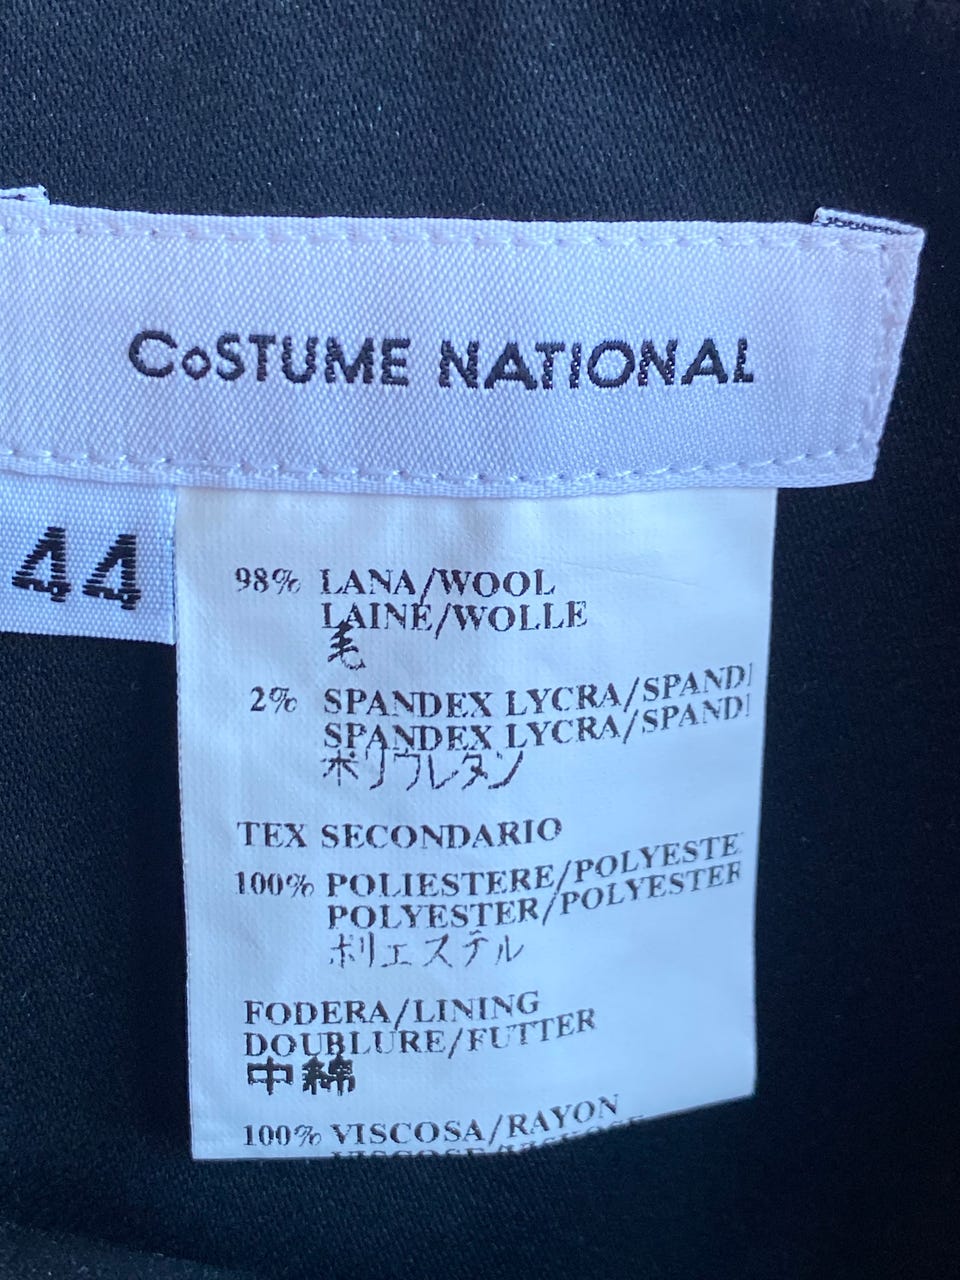 CoSTUME NATIONAL
44
98% LANA/WOOL
LAINE/WOLLE
毛
2% SPANDEX LYCRA/SPAND
SPANDEX LYCRA/SPAND
ポリウレタン
TEX SECONDARIO
100% POLIESTERE/POLYESTE
POLYESTER/POLYESTER
ポリエステル
FODERA/LINING
DOUBLURE/FUTTER
中綿
100% VISCOSA/RAYON